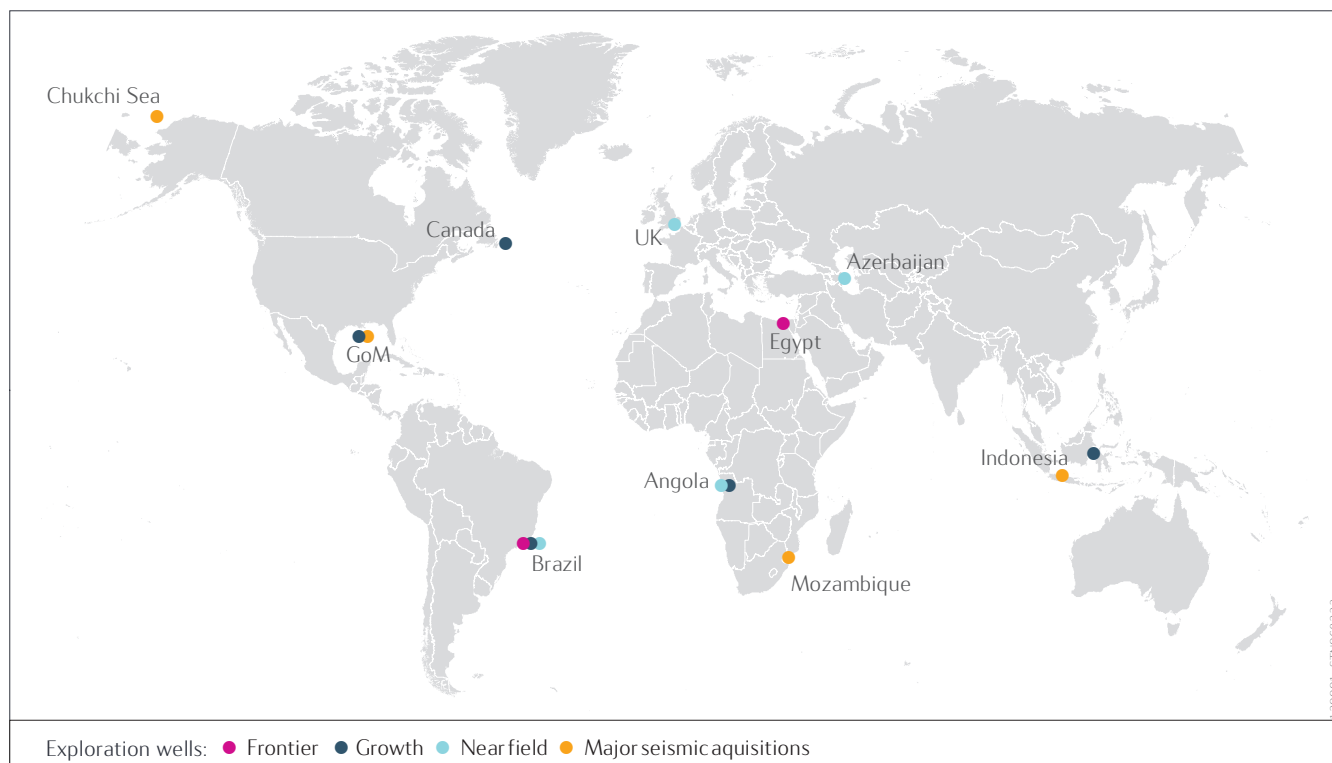 Chukchi Sea
Canada
UK
Azerbaijan
GoM
Egypt
Indonesia
Angola
Brazil
Mozambique
Exploration wells: Frontier Growth Near field Major seismic aquisitions